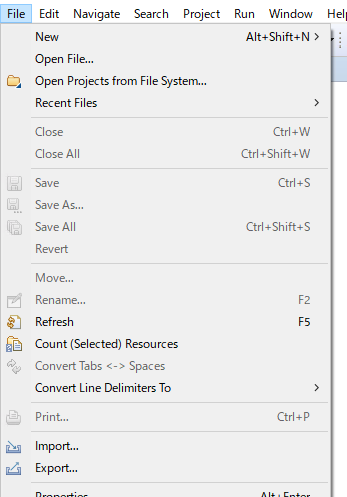 File Edit Navigate Search Project Run Window Help
New Alt+Shift+N >
Open File...
Open Projects from File System...
Recent Files >
Close Ctrl+W
Close All Ctrl+Shift+W
Save Ctrl+S
Save As...
Save All Ctrl+Shift+S
Revert
Move...
Rename... F2
Refresh F5
Count (Selected) Resources
Convert Tabs <-> Spaces
Convert Line Delimiters To >
Print... Ctrl+P
Import...
Export...
Properties Alt+Enter